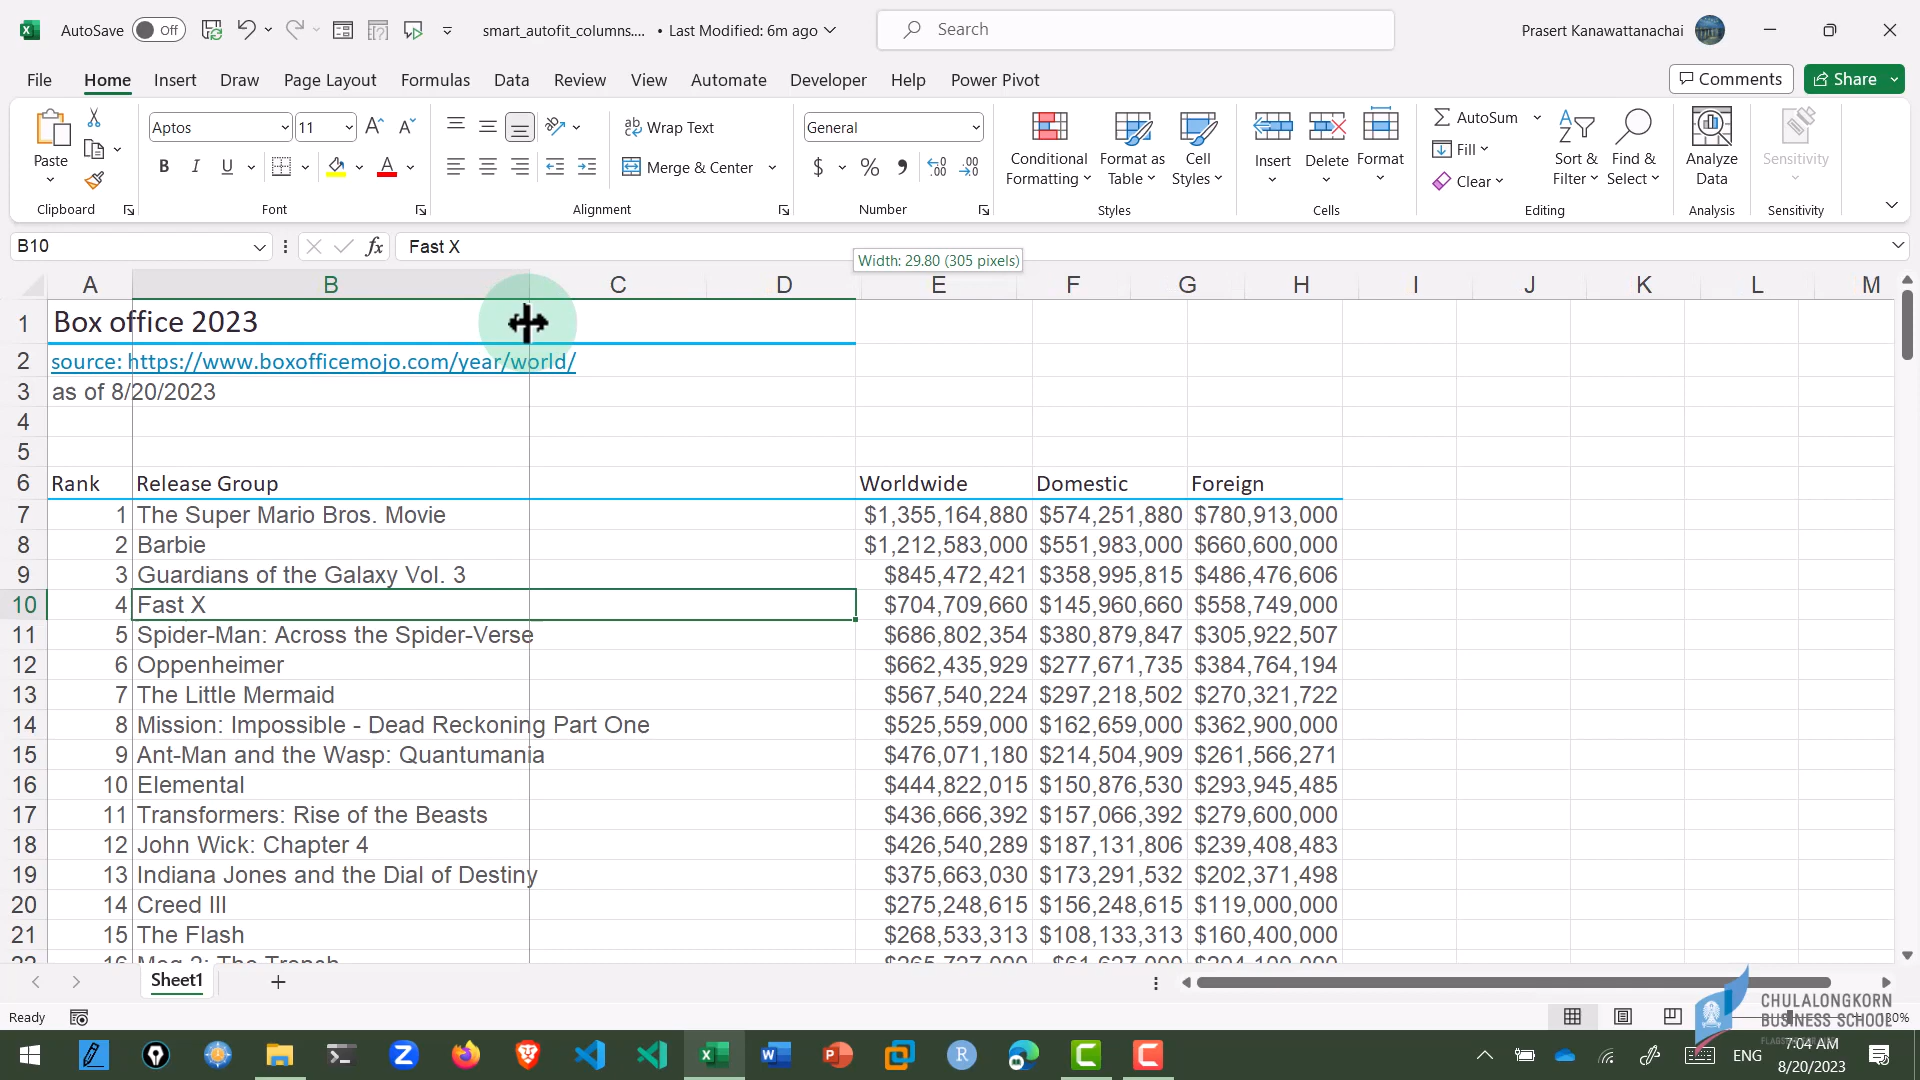 AutoSave Off smart_autofit_columns.... • Last Modified: 6m ago Search Prasert Kanawattanachai
File Home Insert Draw Page Layout Formulas Data Review View Automate Developer Help Power Pivot Comments Share
Paste Aptos 11 A^ A˅ Wrap Text General Conditional Formatting Format as Table Cell Styles Insert Delete Format AutoSum Fill Clear Sort & Filter Find & Select Analyze Data Sensitivity
B I U A Merge & Center $ % ,
Clipboard Font Alignment Number Styles Cells Editing Analysis Sensitivity
B10 fx Fast X
Width: 29.80 (305 pixels)
A B C D E F G H I J K L M
1 Box office 2023
2 source: https://www.boxofficemojo.com/year/world/
3 as of 8/20/2023
4
5
6 Rank Release Group Worldwide Domestic Foreign
7 1 The Super Mario Bros. Movie $1,355,164,880 $574,251,880 $780,913,000
8 2 Barbie $1,212,583,000 $551,983,000 $660,600,000
9 3 Guardians of the Galaxy Vol. 3 $845,472,421 $358,995,815 $486,476,606
10 4 Fast X $704,709,660 $145,960,660 $558,749,000
11 5 Spider-Man: Across the Spider-Verse $686,802,354 $380,879,847 $305,922,507
12 6 Oppenheimer $662,435,929 $277,671,735 $384,764,194
13 7 The Little Mermaid $567,540,224 $297,218,502 $270,321,722
14 8 Mission: Impossible - Dead Reckoning Part One $525,559,000 $162,659,000 $362,900,000
15 9 Ant-Man and the Wasp: Quantumania $476,071,180 $214,504,909 $261,566,271
16 10 Elemental $444,822,015 $150,876,530 $293,945,485
17 11 Transformers: Rise of the Beasts $436,666,392 $157,066,392 $279,600,000
18 12 John Wick: Chapter 4 $426,540,289 $187,131,806 $239,408,483
19 13 Indiana Jones and the Dial of Destiny $375,663,030 $173,291,532 $202,371,498
20 14 Creed III $275,248,615 $156,248,615 $119,000,000
21 15 The Flash $268,533,313 $108,133,313 $160,400,000
22 16 Meg 2: The Trench
Sheet1
CHULALONGKORN
BUSINESS SCHOOL
Ready
ENG 7:04 AM
8/20/2023